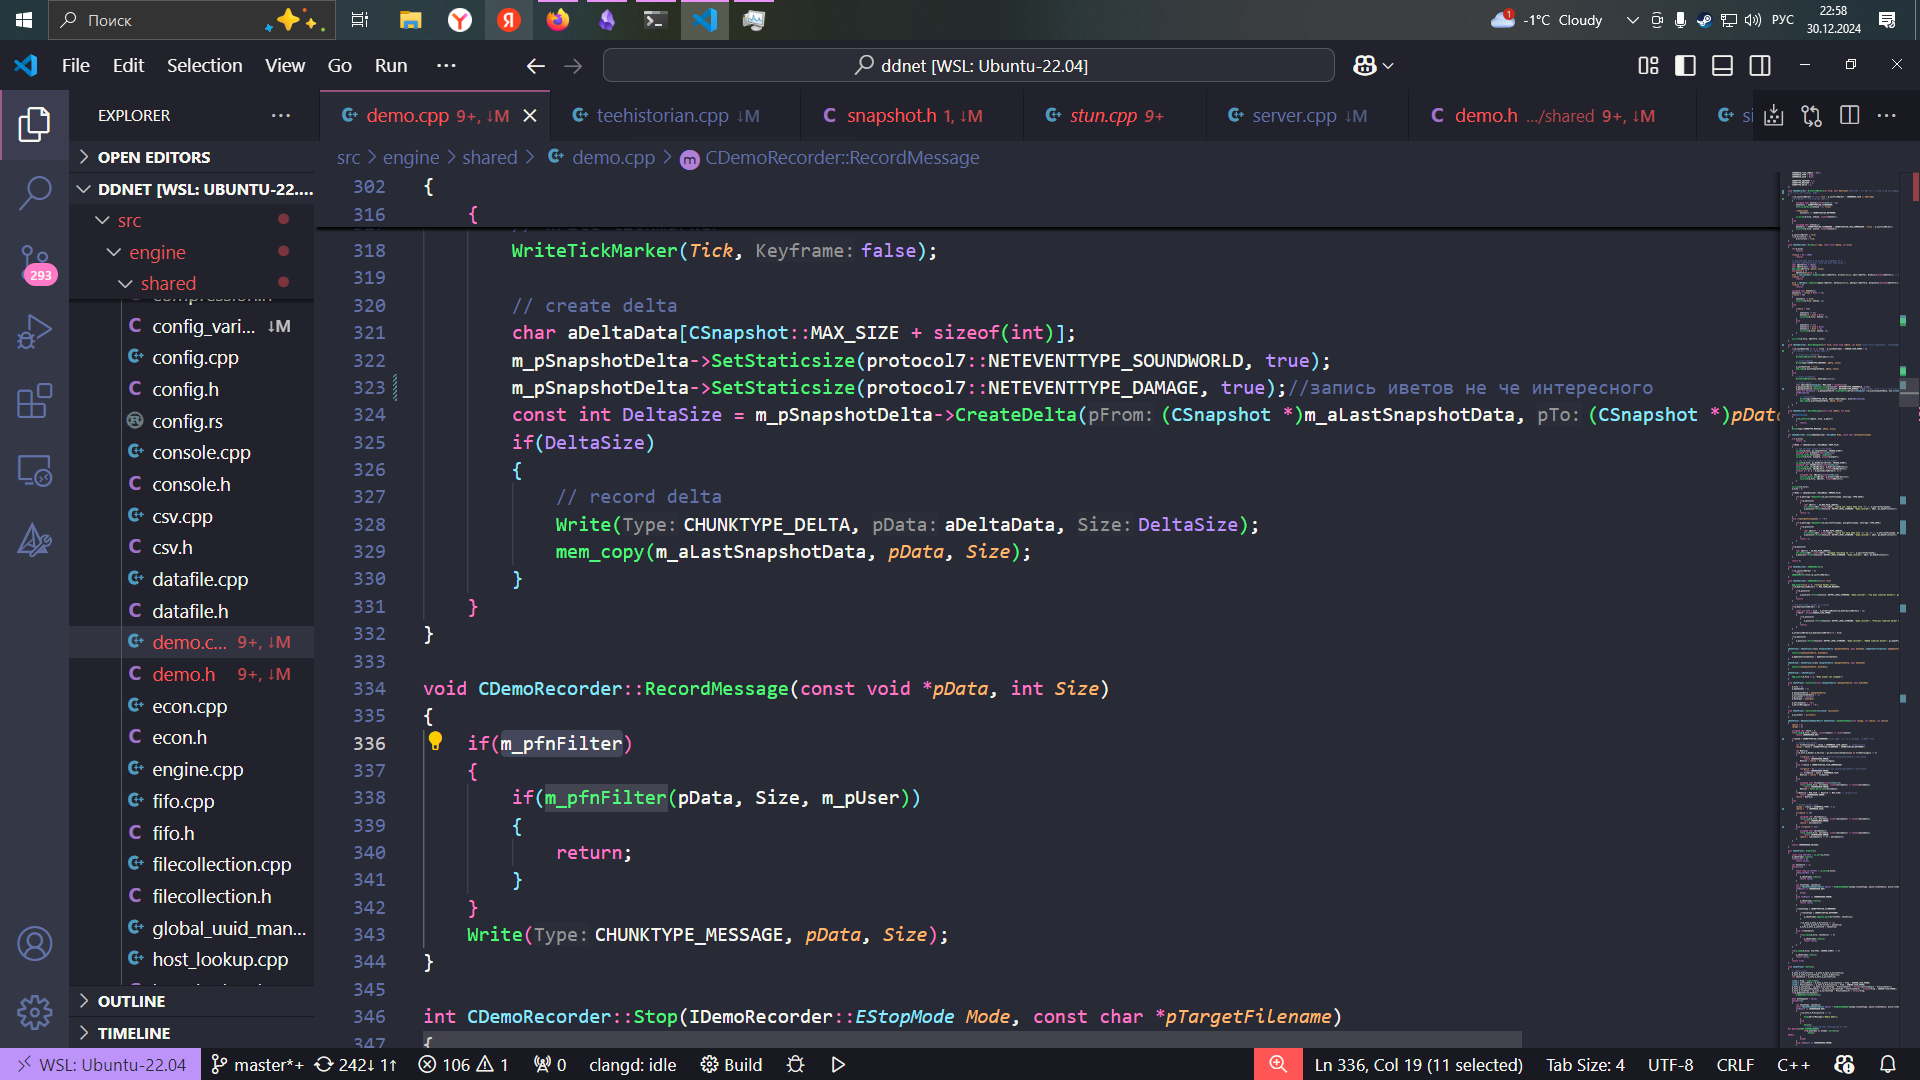 Поиск
1
-1°C Cloudy
РУС
22:58
30.12.2024
File Edit Selection View Go Run ···
ddnet [WSL: Ubuntu-22.04]
EXPLORER
demo.cpp 9+, ↓M
teehistorian.cpp ↓M
snapshot.h 1, ↓M
stun.cpp 9+
server.cpp ↓M
demo.h .../shared 9+, ↓M
si
OPEN EDITORS
DDNET [WSL: UBUNTU-22....
src
engine
shared
config_vari... ↓M
config.cpp
config.h
config.rs
console.cpp
console.h
csv.cpp
csv.h
datafile.cpp
datafile.h
demo.c... 9+, ↓M
demo.h 9+, ↓M
econ.cpp
econ.h
engine.cpp
fifo.cpp
fifo.h
filecollection.cpp
filecollection.h
global_uuid_man...
host_lookup.cpp
OUTLINE
TIMELINE
293
src > engine > shared > demo.cpp > CDemoRecorder::RecordMessage
302 {
316 {
318 WriteTickMarker(Tick, Keyframe: false);
319
320 // create delta
321 char aDeltaData[CSnapshot::MAX_SIZE + sizeof(int)];
322 m_pSnapshotDelta->SetStaticsize(protocol7::NETEVENTTYPE_SOUNDWORLD, true);
323 m_pSnapshotDelta->SetStaticsize(protocol7::NETEVENTTYPE_DAMAGE, true);//запись иветов не че интересного
324 const int DeltaSize = m_pSnapshotDelta->CreateDelta(pFrom: (CSnapshot *)m_aLastSnapshotData, pTo: (CSnapshot *)pData
325 if(DeltaSize)
326 {
327 // record delta
328 Write(Type: CHUNKTYPE_DELTA, pData: aDeltaData, Size: DeltaSize);
329 mem_copy(m_aLastSnapshotData, pData, Size);
330 }
331 }
332 }
333
334 void CDemoRecorder::RecordMessage(const void *pData, int Size)
335 {
336 if(m_pfnFilter)
337 {
338 if(m_pfnFilter(pData, Size, m_pUser))
339 {
340 return;
341 }
342 }
343 Write(Type: CHUNKTYPE_MESSAGE, pData, Size);
344 }
345
346 int CDemoRecorder::Stop(IDemoRecorder::EStopMode Mode, const char *pTargetFilename)
347 {
WSL: Ubuntu-22.04 master*+ 242↓ 1↑ 106 1 0 clangd: idle Build Ln 336, Col 19 (11 selected) Tab Size: 4 UTF-8 CRLF C++